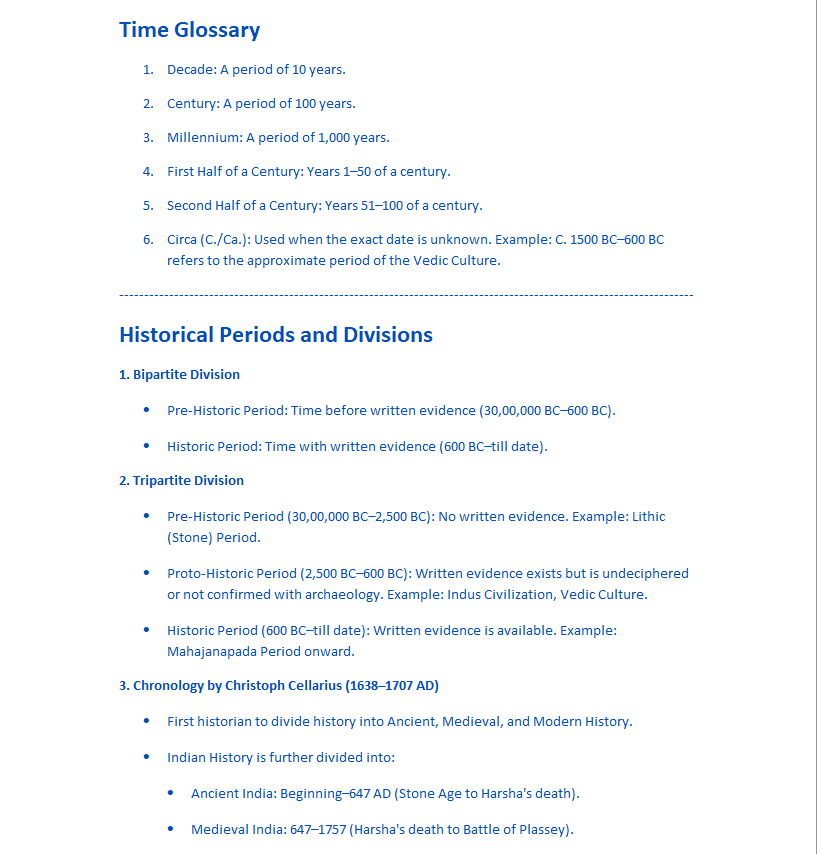 Time Glossary
1. Decade: A period of 10 years.
2. Century: A period of 100 years.
3. Millennium: A period of 1,000 years.
4. First Half of a Century: Years 1–50 of a century.
5. Second Half of a Century: Years 51–100 of a century.
6. Circa (C./Ca.): Used when the exact date is unknown. Example: C. 1500 BC–600 BC
refers to the approximate period of the Vedic Culture.
-------------------------------------------------------------------------------------------------------------------
Historical Periods and Divisions
1. Bipartite Division
• Pre-Historic Period: Time before written evidence (30,00,000 BC–600 BC).
• Historic Period: Time with written evidence (600 BC–till date).
2. Tripartite Division
• Pre-Historic Period (30,00,000 BC–2,500 BC): No written evidence. Example: Lithic
(Stone) Period.
• Proto-Historic Period (2,500 BC–600 BC): Written evidence exists but is undeciphered
or not confirmed with archaeology. Example: Indus Civilization, Vedic Culture.
• Historic Period (600 BC–till date): Written evidence is available. Example:
Mahajanapada Period onward.
3. Chronology by Christoph Cellarius (1638–1707 AD)
• First historian to divide history into Ancient, Medieval, and Modern History.
• Indian History is further divided into:
• Ancient India: Beginning–647 AD (Stone Age to Harsha's death).
• Medieval India: 647–1757 (Harsha's death to Battle of Plassey).